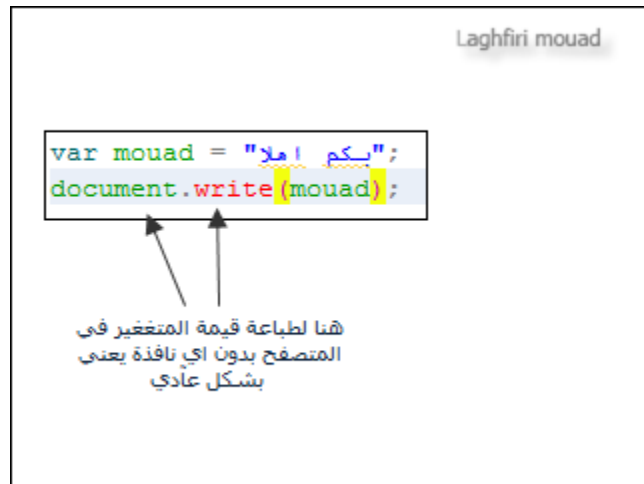 Laghfiri mouad
var mouad = "بكم اهلا";
document.write(mouad);
هنا لطباعة قيمة المتغغير في
المتصفح بدون اي نافذة يعني
بشكل عادي